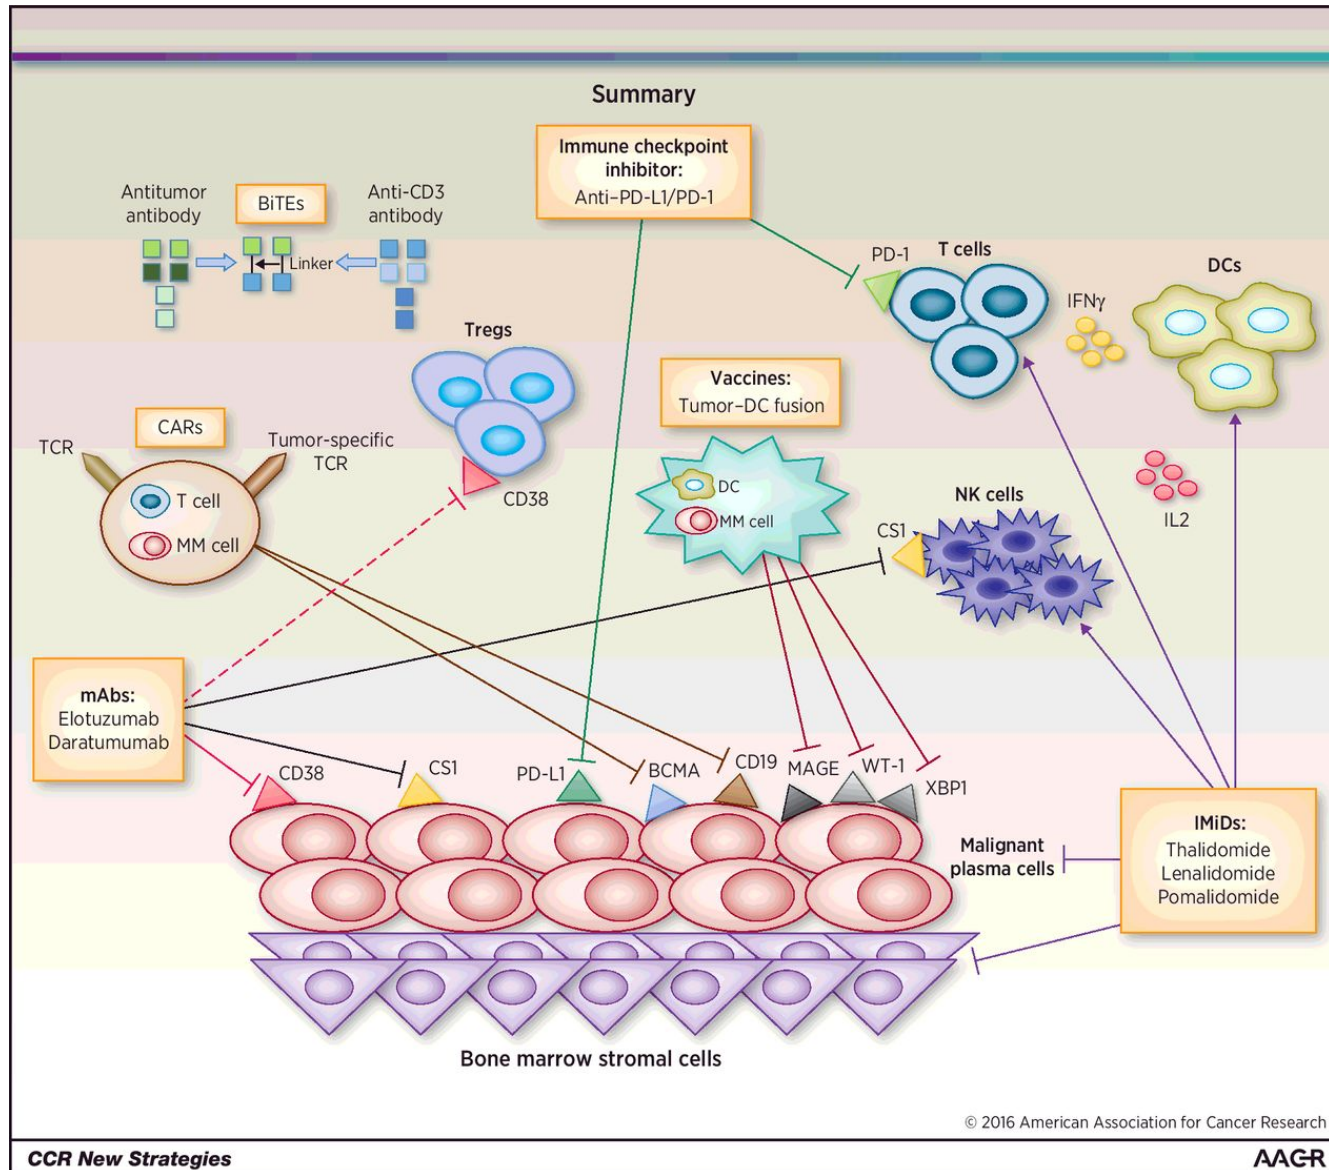 Summary
Immune checkpoint
inhibitor:
Anti–PD-L1/PD-1
Antitumor
antibody
BiTEs
Anti-CD3
antibody
Linker
PD-1
T cells
IFNγ
DCs
Tregs
Vaccines:
Tumor–DC fusion
CARs
TCR
Tumor-specific
TCR
T cell
MM cell
CD38
DC
MM cell
NK cells
CS1
IL2
mAbs:
Elotuzumab
Daratumumab
CD38
CS1
PD-L1
BCMA
CD19
MAGE
WT-1
XBP1
Malignant
plasma cells
IMiDs:
Thalidomide
Lenalidomide
Pomalidomide
Bone marrow stromal cells
© 2016 American Association for Cancer Research
CCR New Strategies
AACR